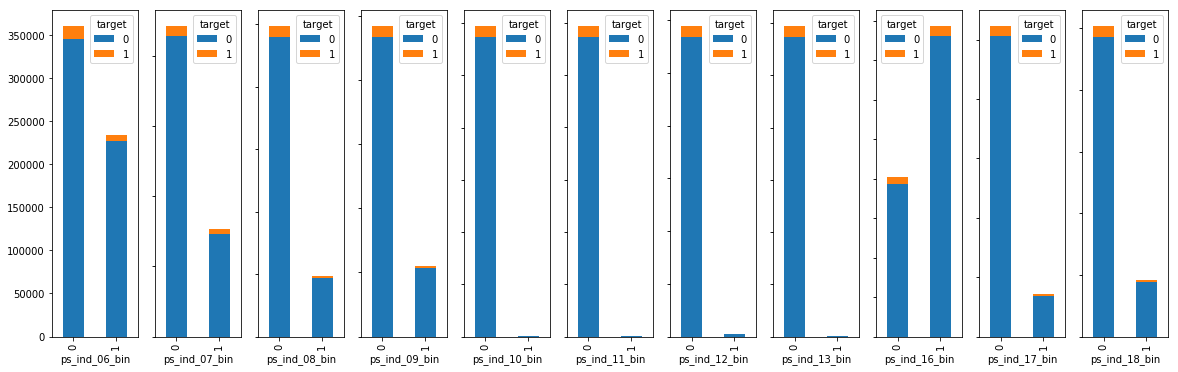 350000
300000
250000
200000
150000
100000
50000
0
target
0
1
0
1
ps_ind_06_bin
target
0
1
0
1
ps_ind_07_bin
target
0
1
0
1
ps_ind_08_bin
target
0
1
0
1
ps_ind_09_bin
target
0
1
0
1
ps_ind_10_bin
target
0
1
0
1
ps_ind_11_bin
target
0
1
0
1
ps_ind_12_bin
target
0
1
0
1
ps_ind_13_bin
target
0
1
0
1
ps_ind_16_bin
target
0
1
0
1
ps_ind_17_bin
target
0
1
0
1
ps_ind_18_bin